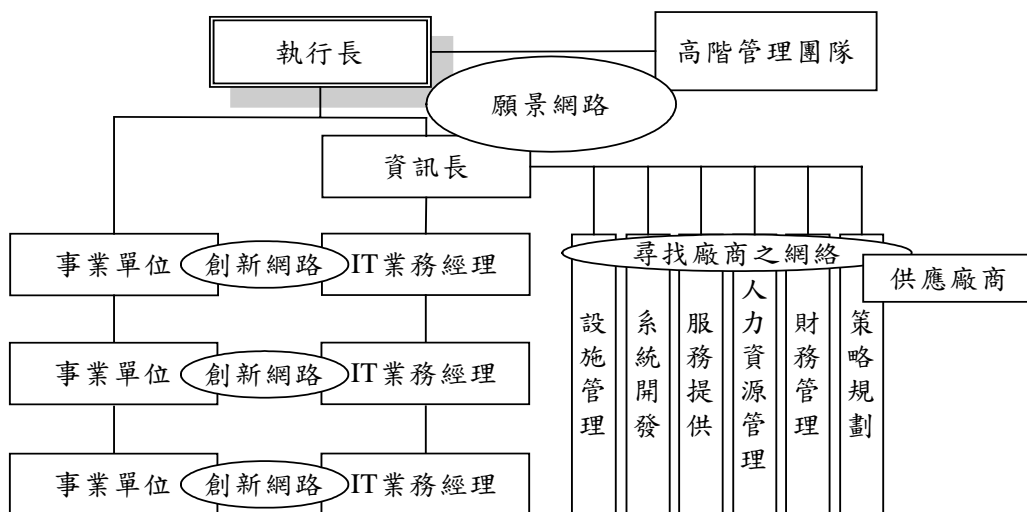 執行長
高階管理團隊
願景網路
資訊長
事業單位
創新網路
IT業務經理
尋找廠商之網絡
供應廠商
事業單位
創新網路
IT業務經理
事業單位
創新網路
IT業務經理
設施管理
系統開發
服務提供
人力資源管理
財務管理
策略規劃